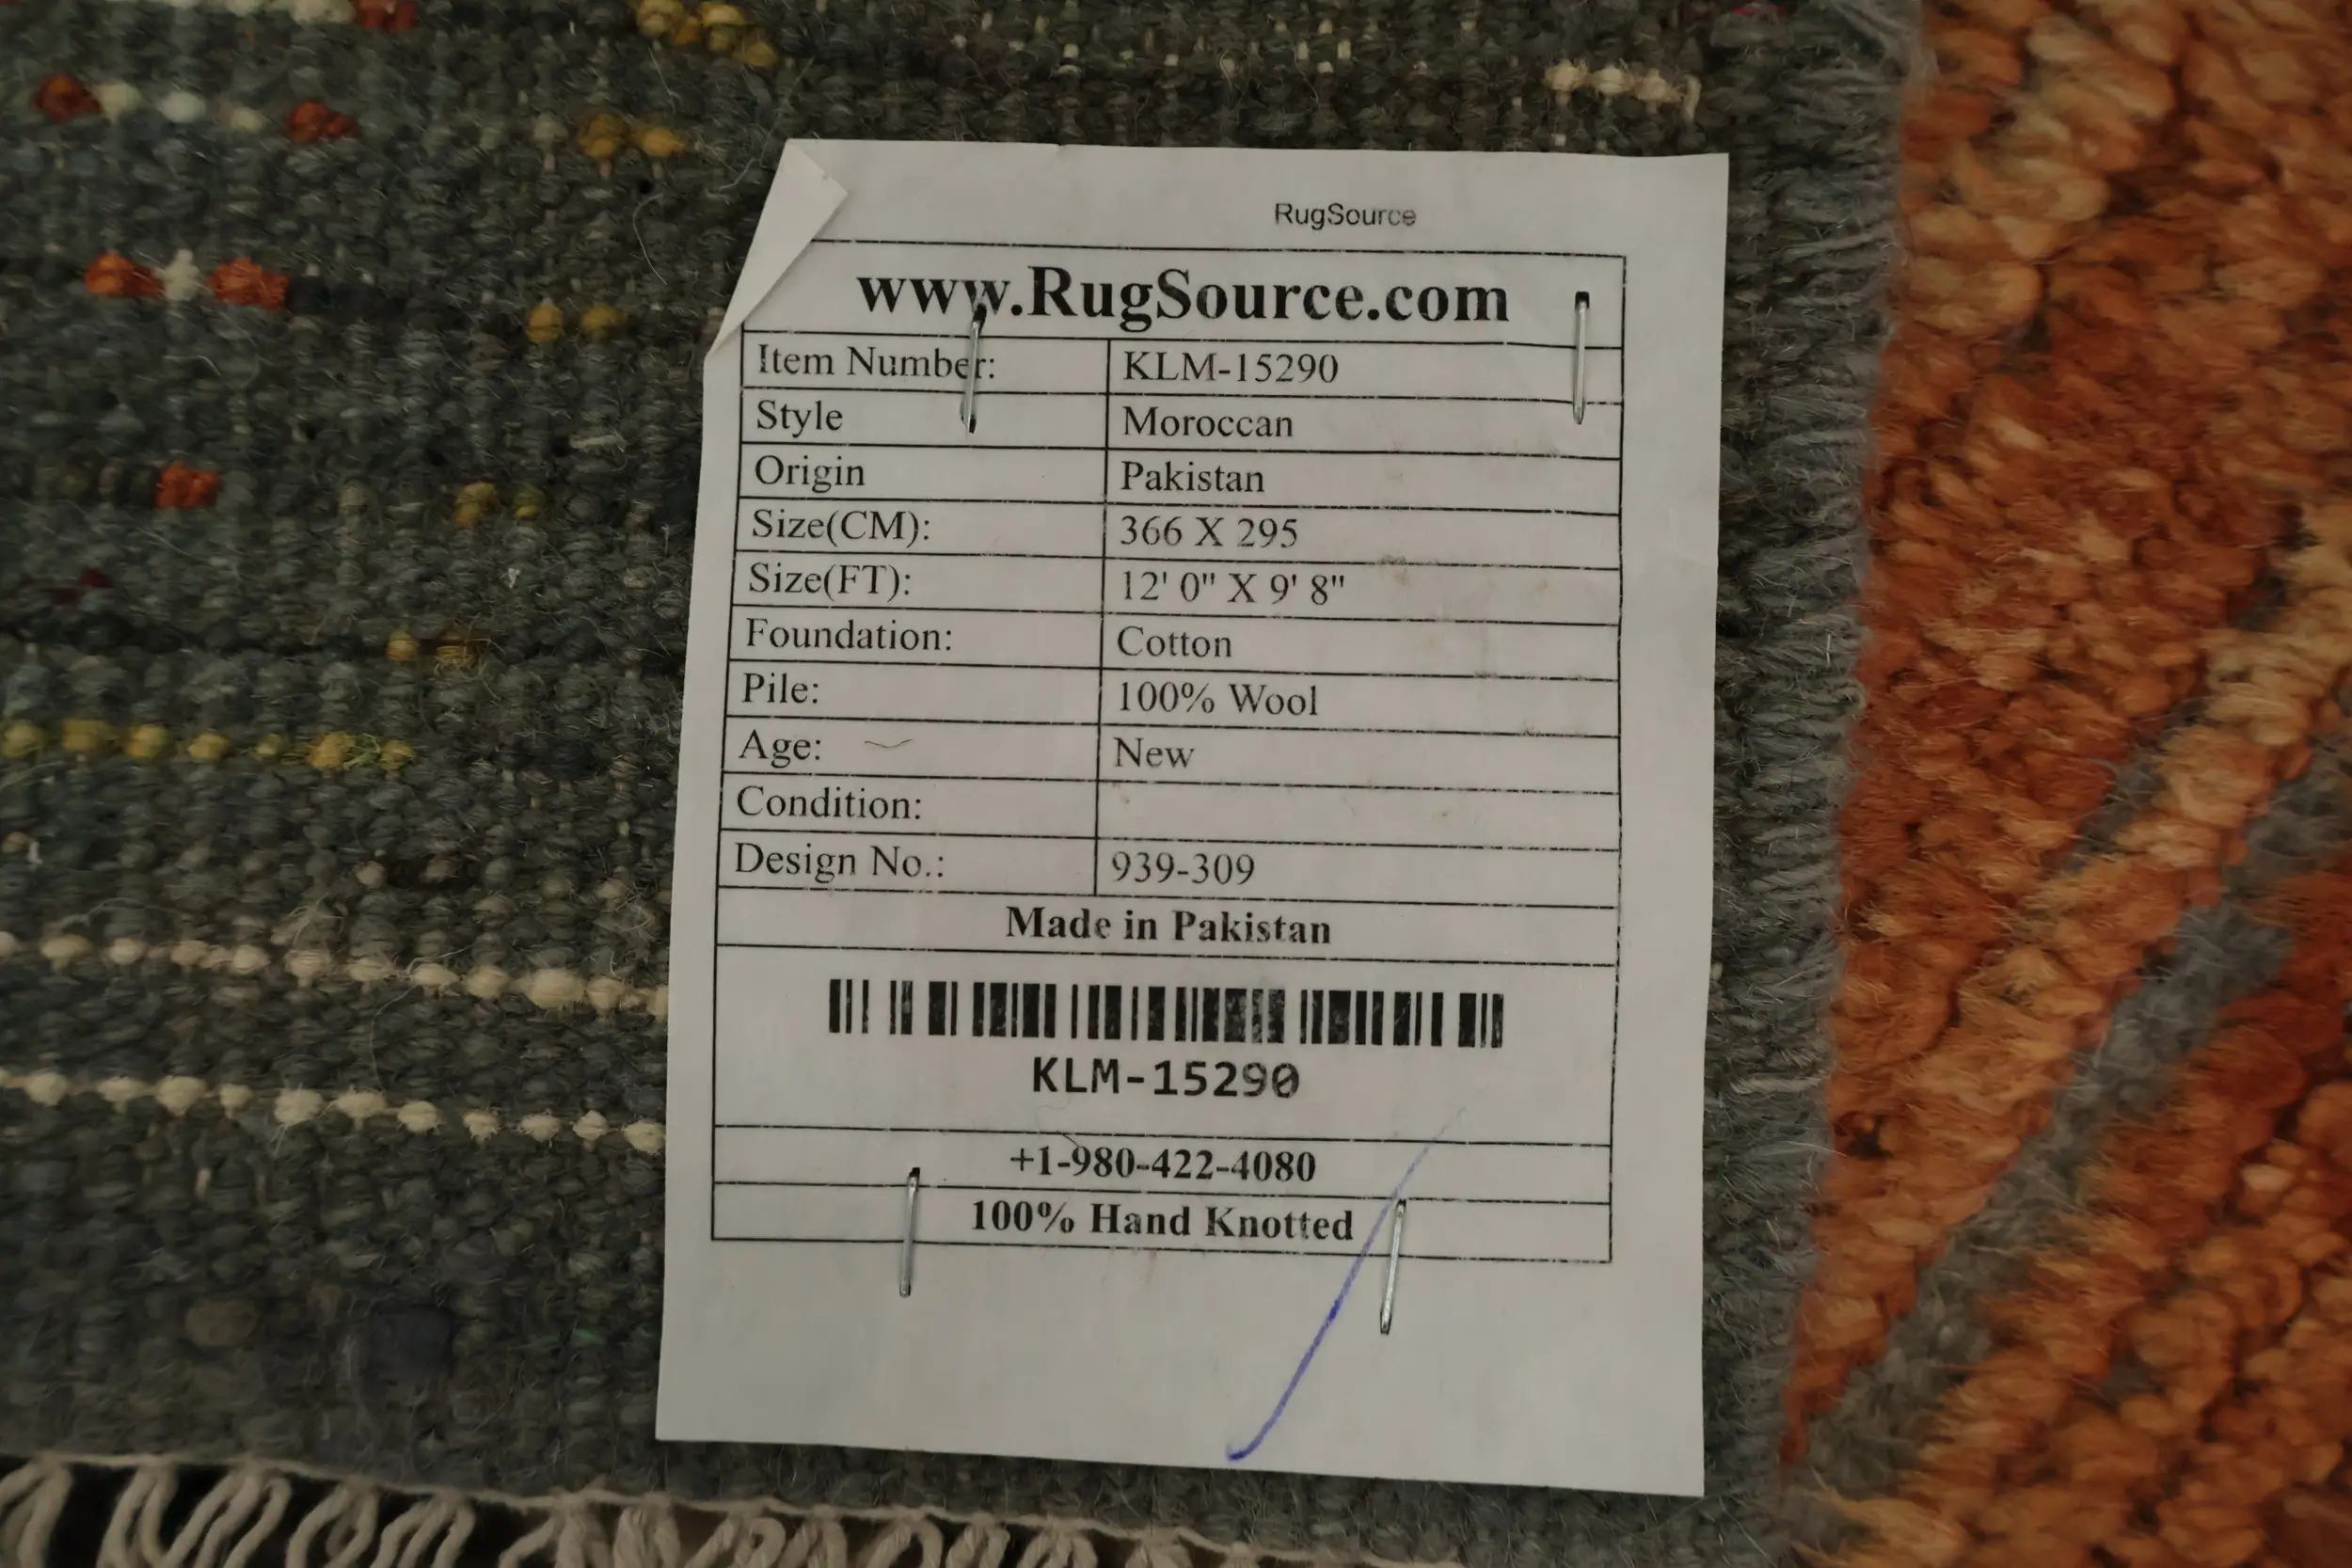 RugSource
www.RugSource.com
Item Number: KLM-15290
Style Moroccan
Origin Pakistan
Size(CM): 366 X 295
Size(FT): 12' 0" X 9' 8"
Foundation: Cotton
Pile: 100% Wool
Age: New
Condition:
Design No.: 939-309
Made in Pakistan
KLM-15290
+1-980-422-4080
100% Hand Knotted